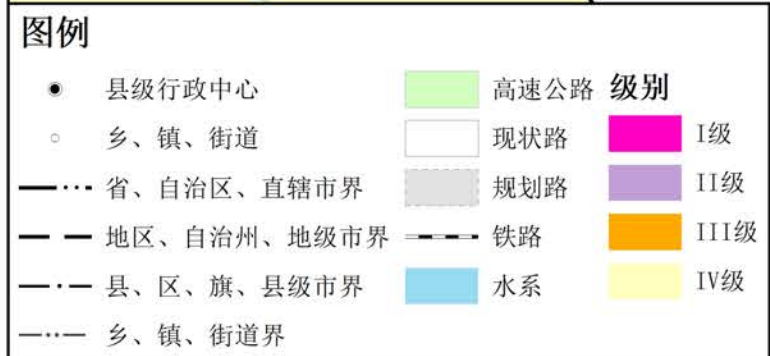 图例
县级行政中心
乡、镇、街道
省、自治区、直辖市界
地区、自治州、地级市界
县、区、旗、县级市界
乡、镇、街道界
高速公路
现状路
规划路
铁路
水系
级别
I级
II级
III级
IV级